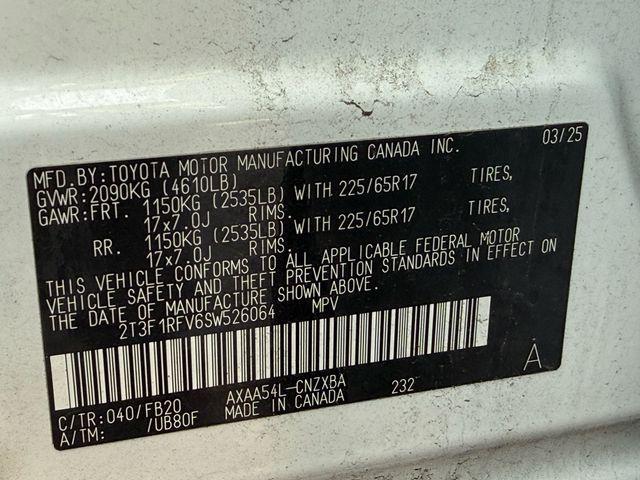 MFD.BY:TOYOTA MOTOR MANUFACTURING CANADA INC. 03/25
GVWR:2090KG (4610LB)
GAWR:FRT. 1150KG (2535LB) WITH 225/65R17 TIRES,
17x7.0J RIMS.
RR. 1150KG (2535LB) WITH 225/65R17 TIRES,
17x7.0J RIMS.
THIS VEHICLE CONFORMS TO ALL APPLICABLE FEDERAL MOTOR
VEHICLE SAFETY AND THEFT PREVENTION STANDARDS IN EFFECT ON
THE DATE OF MANUFACTURE SHOWN ABOVE.
2T3F1RFV6SW526064 MPV
A
C/TR:040/FB20 AXAA54L-CNZXBA 232
A/TM: /UB80F MADE IN CANADA